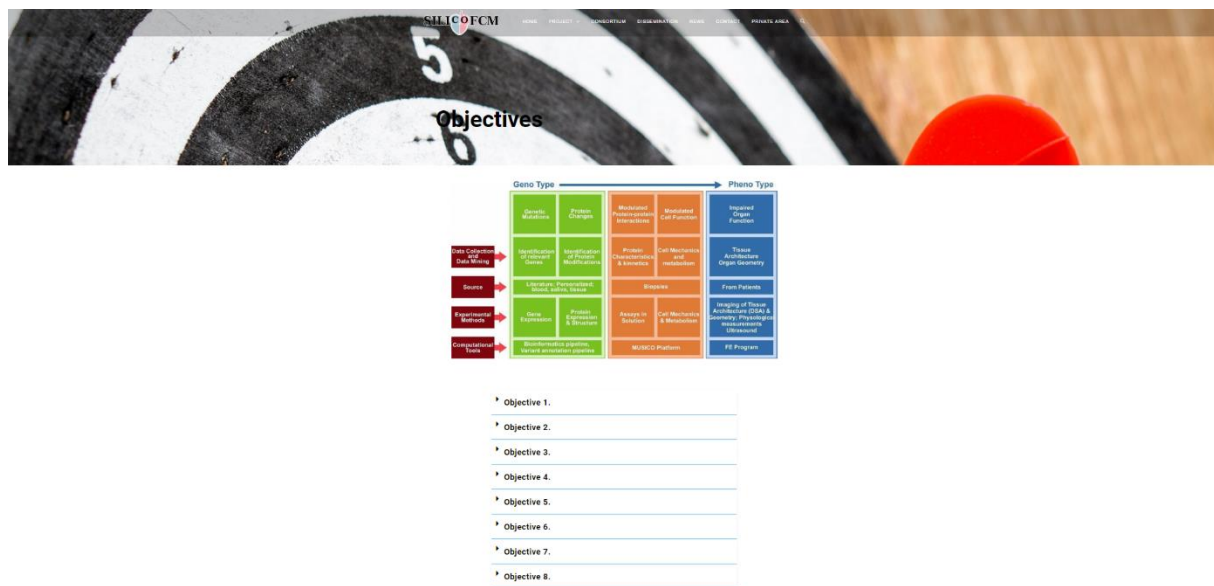 SILICOFCM
HOME PROJECT CONSORTIUM DISSEMINATION NEWS CONTACT PRIVATE AREA
5
Objectives
6
Geno Type
Pheno Type
Genetic
Mutations
Protein
Changes
Modulated
Protein-protein
Interactions
Modulated
Cell Function
Impaired
Organ
Function
Data Collection
and
Data Mining
Identification
of relevant
Genes
Identification
of Protein
Modifications
Protein
Characteristics
& kinetics
Cell Mechanics
and
metabolism
Tissue
Architecture
Organ Geometry
Source
Literature; Personalized:
blood, saliva, tissue
Biopsies
From Patients
Experimental
Methods
Gene
Expression
Protein
Expression
& Structure
Assays in
Solution
Cell Mechanics
& Metabolism
Imaging of Tissue
Architecture (DSA) &
Geometry; Physiological
measurements
Ultrasound
Computational
Tools
Bioinformatics pipeline,
Variant annotation pipeline
MUSICO Platform
FE Program
Objective 1.
Objective 2.
Objective 3.
Objective 4.
Objective 5.
Objective 6.
Objective 7.
Objective 8.